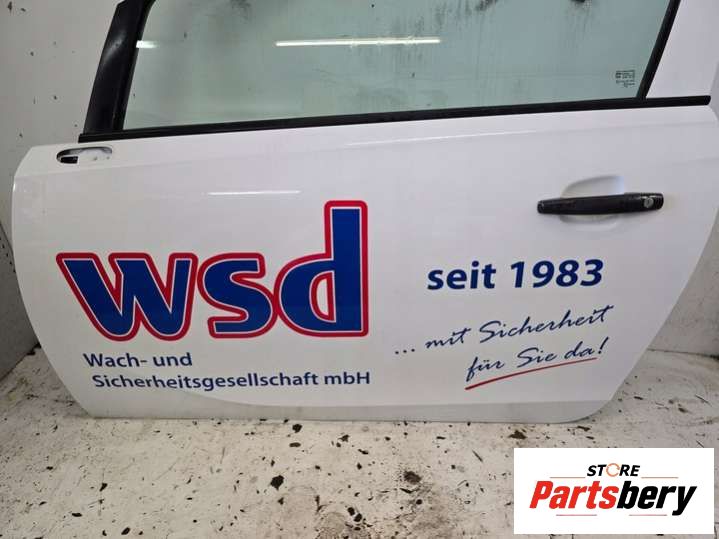 wsd
Wach- und
Sicherheitsgesellschaft mbH
seit 1983
... mit Sicherheit
für Sie da!
STORE
Partsbery